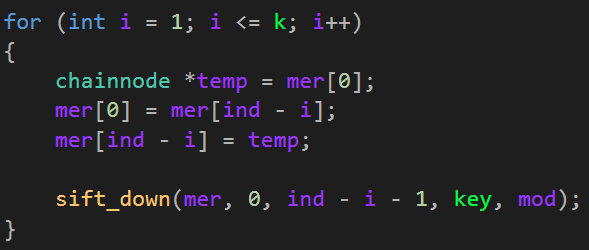 for (int i = 1; i <= k; i++)
{
    chainnode *temp = mer[0];
    mer[0] = mer[ind - i];
    mer[ind - i] = temp;

    sift_down(mer, 0, ind - i - 1, key, mod);
}